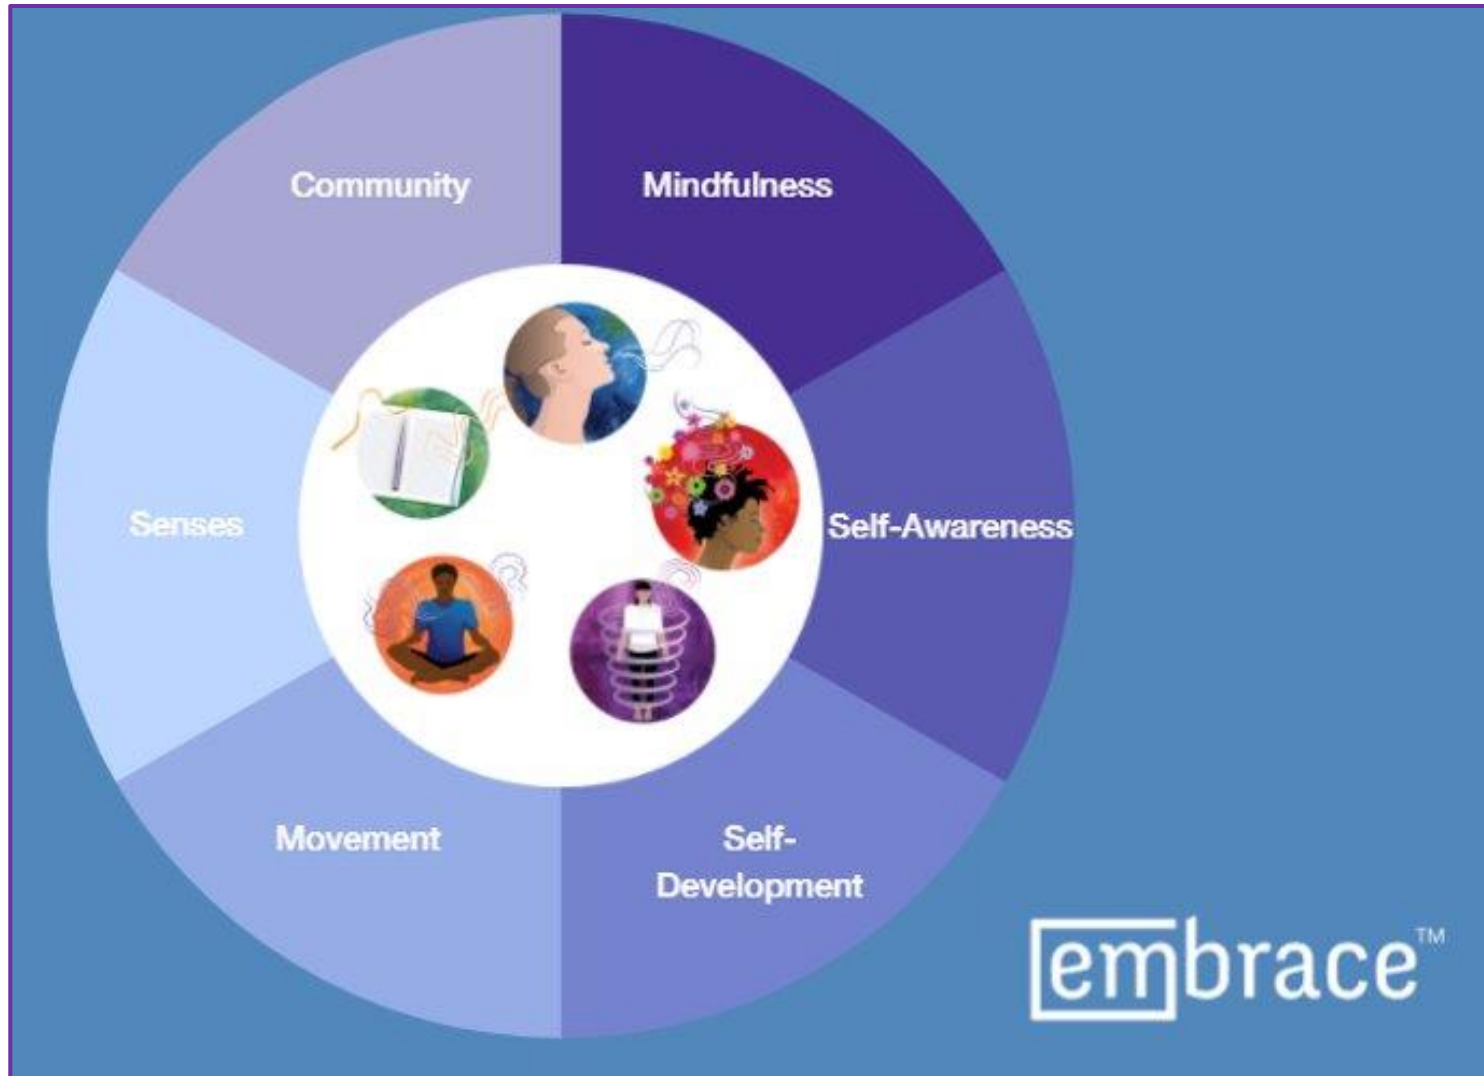 Community
Mindfulness
Senses
Self-Awareness
Movement
Self-
Development
embrace™